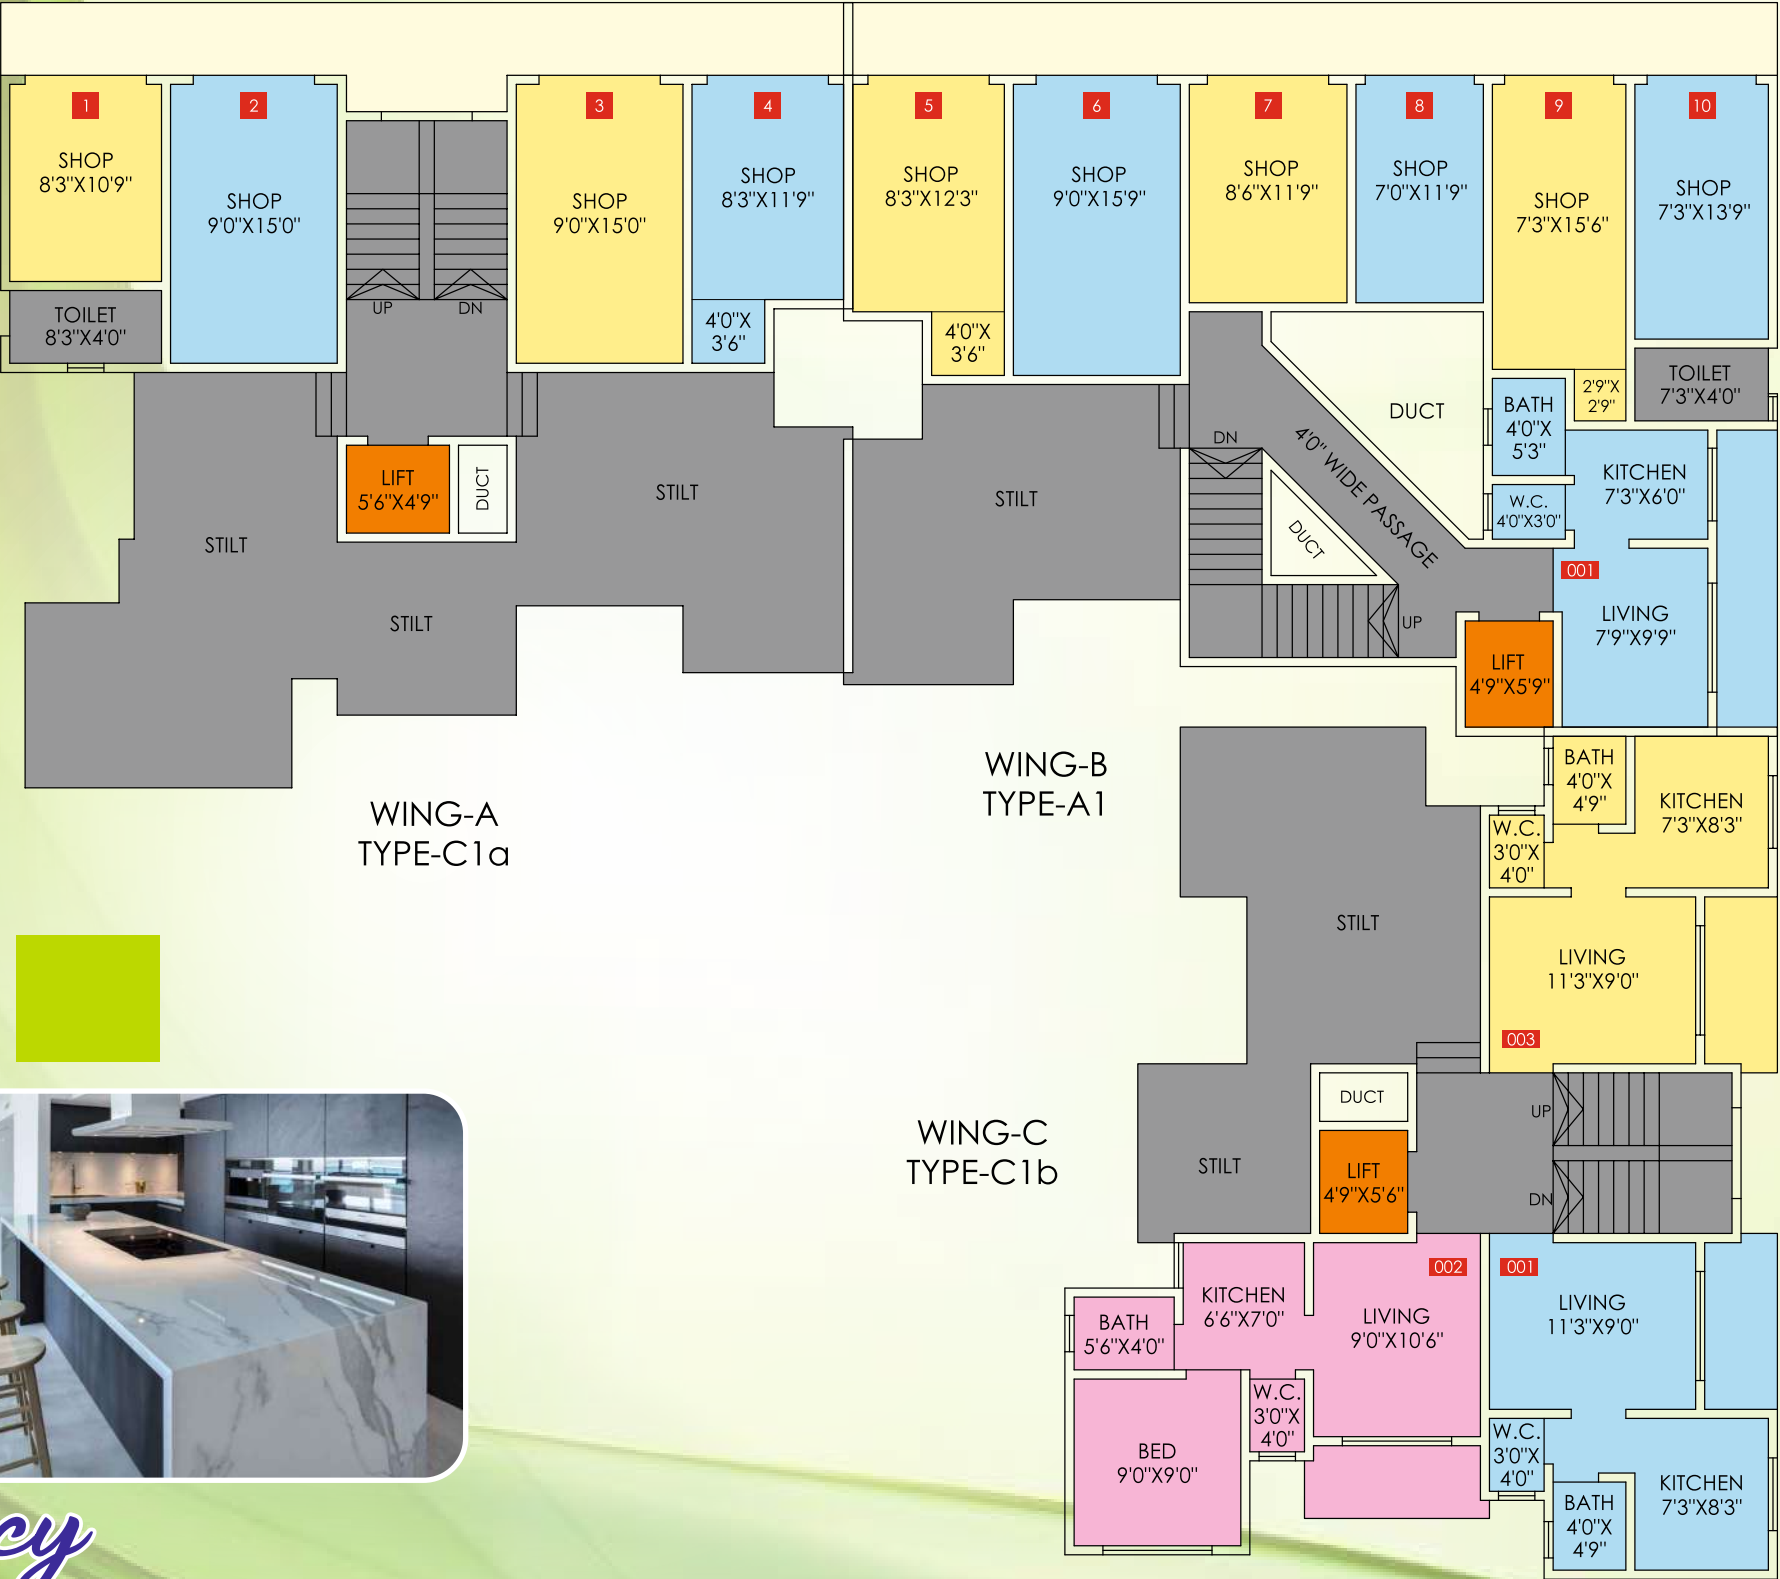 1
SHOP
8'3"X10'9"
TOILET
8'3"X4'0"
2
SHOP
9'0"X15'0"
UP
DN
3
SHOP
9'0"X15'0"
4
SHOP
8'3"X11'9"
4'0"X
3'6"
5
SHOP
8'3"X12'3"
4'0"X
3'6"
6
SHOP
9'0"X15'9"
7
SHOP
8'6"X11'9"
8
SHOP
7'0"X11'9"
9
SHOP
7'3"X15'6"
2'9"X
2'9"
10
SHOP
7'3"X13'9"
TOILET
7'3"X4'0"
LIFT
5'6"X4'9"
DUCT
STILT
STILT
STILT
STILT
DN
4'0" WIDE PASSAGE
DUCT
DUCT
UP
BATH
4'0"X
5'3"
W.C.
4'0"X3'0"
KITCHEN
7'3"X6'0"
001
LIVING
7'9"X9'9"
LIFT
4'9"X5'9"
WING-A
TYPE-C1a
WING-B
TYPE-A1
BATH
4'0"X
4'9"
KITCHEN
7'3"X8'3"
W.C.
3'0"X
4'0"
STILT
LIVING
11'3"X9'0"
003
WING-C
TYPE-C1b
STILT
DUCT
LIFT
4'9"X5'6"
UP
DN
002
KITCHEN
6'6"X7'0"
BATH
5'6"X4'0"
LIVING
9'0"X10'6"
W.C.
3'0"X
4'0"
BED
9'0"X9'0"
001
LIVING
11'3"X9'0"
W.C.
3'0"X
4'0"
BATH
4'0"X
4'9"
KITCHEN
7'3"X8'3"
cy